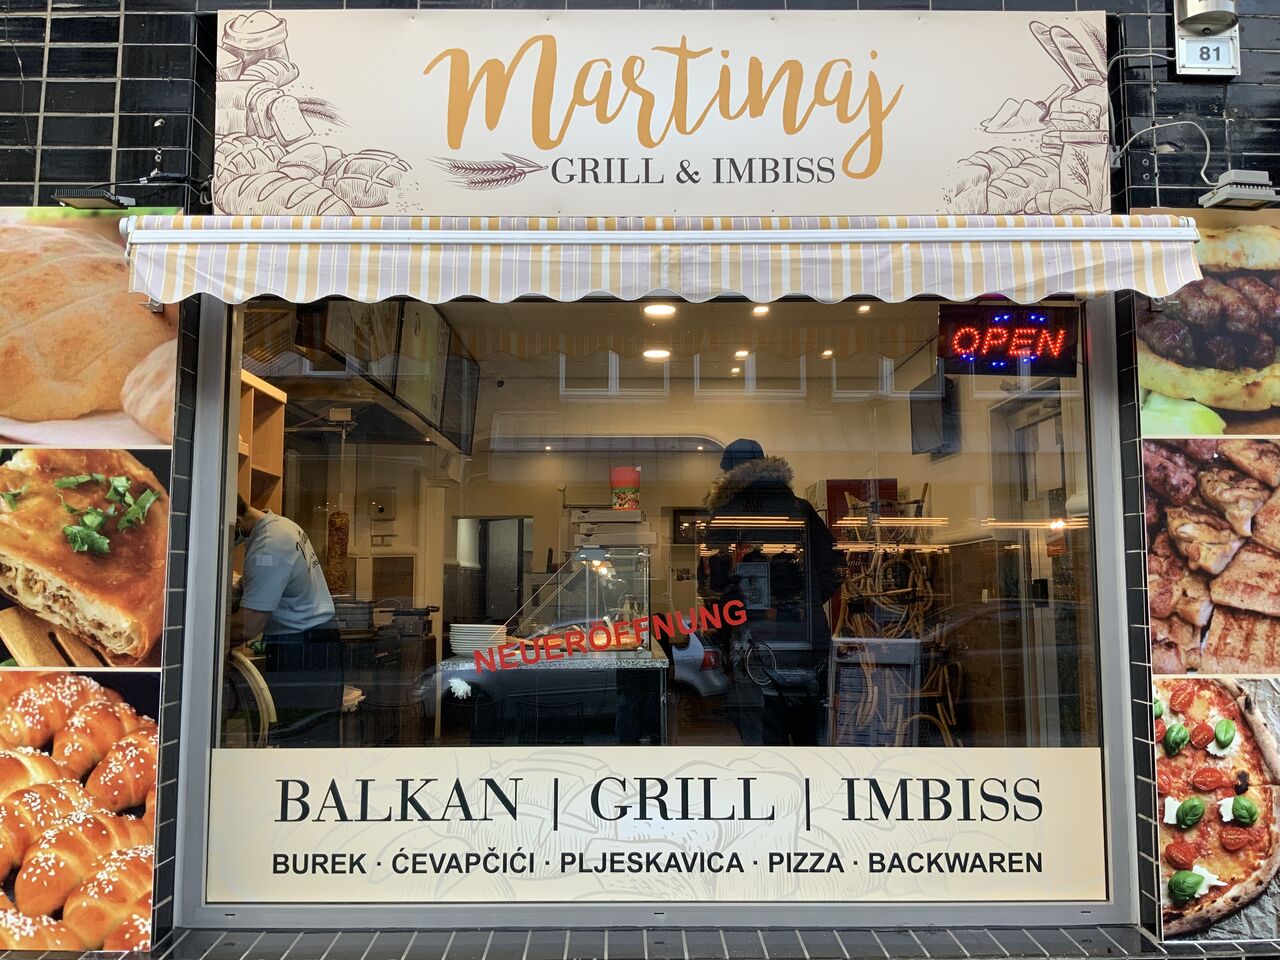 Martinaj
GRILL & IMBISS
81
OPEN
NEUERÖFFNUNG
BALKAN | GRILL | IMBISS
BUREK · ĆEVAPČIĆI · PLJESKAVICA · PIZZA · BACKWAREN